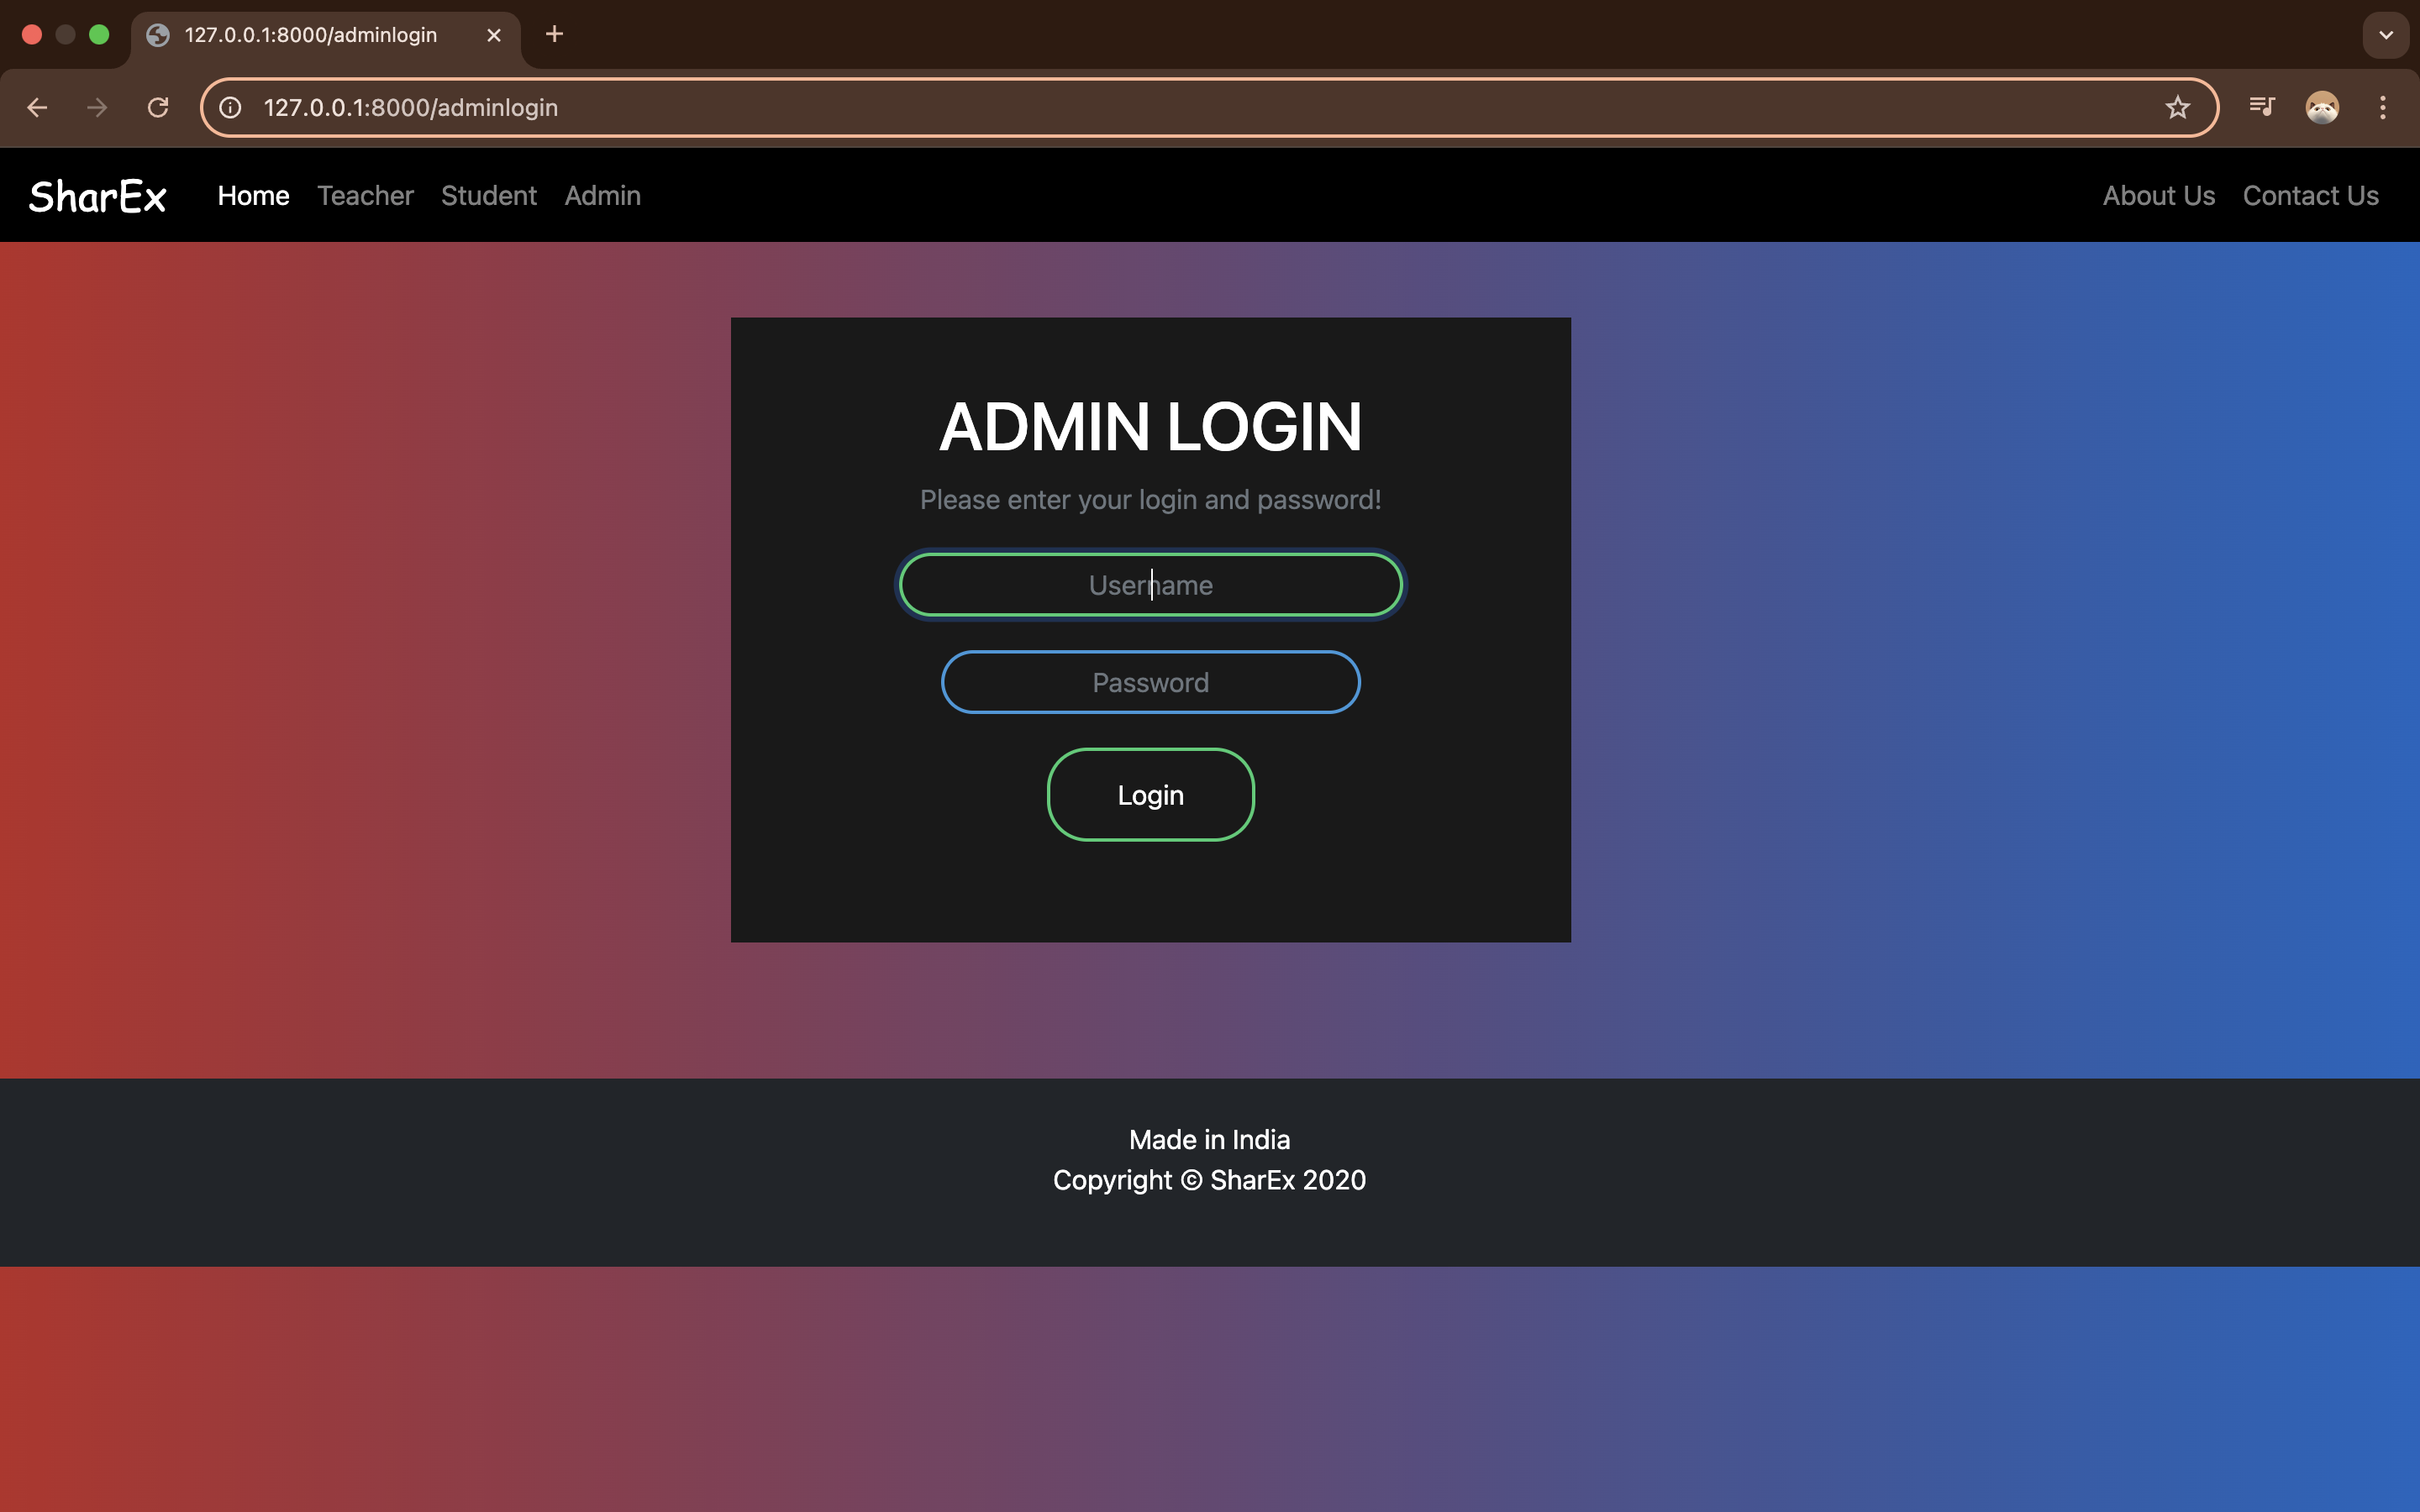 127.0.0.1:8000/adminlogin
127.0.0.1:8000/adminlogin
SharEx Home Teacher Student Admin About Us Contact Us
ADMIN LOGIN
Please enter your login and password!
Username
Password
Login
Made in India
Copyright © SharEx 2020